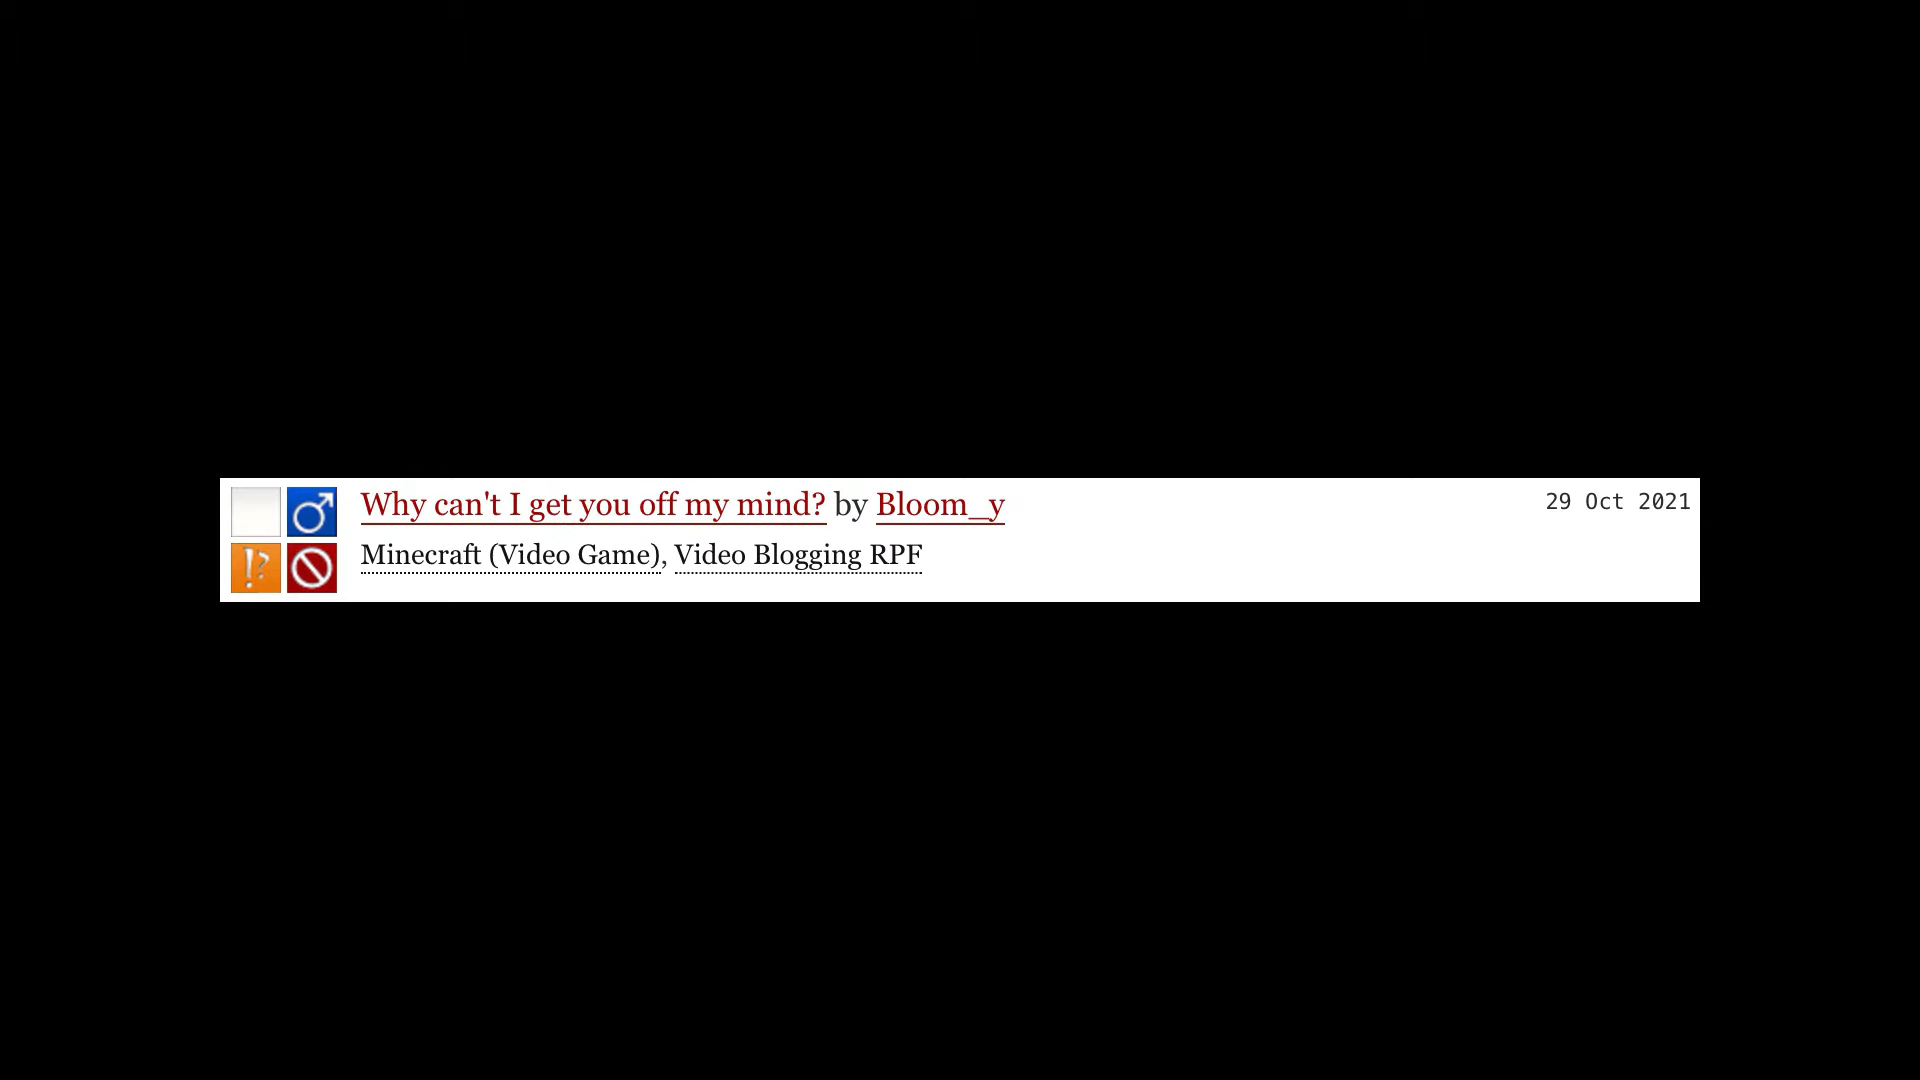 Why can't I get you off my mind? by Bloom_y
29 Oct 2021
!?
Minecraft (Video Game), Video Blogging RPF